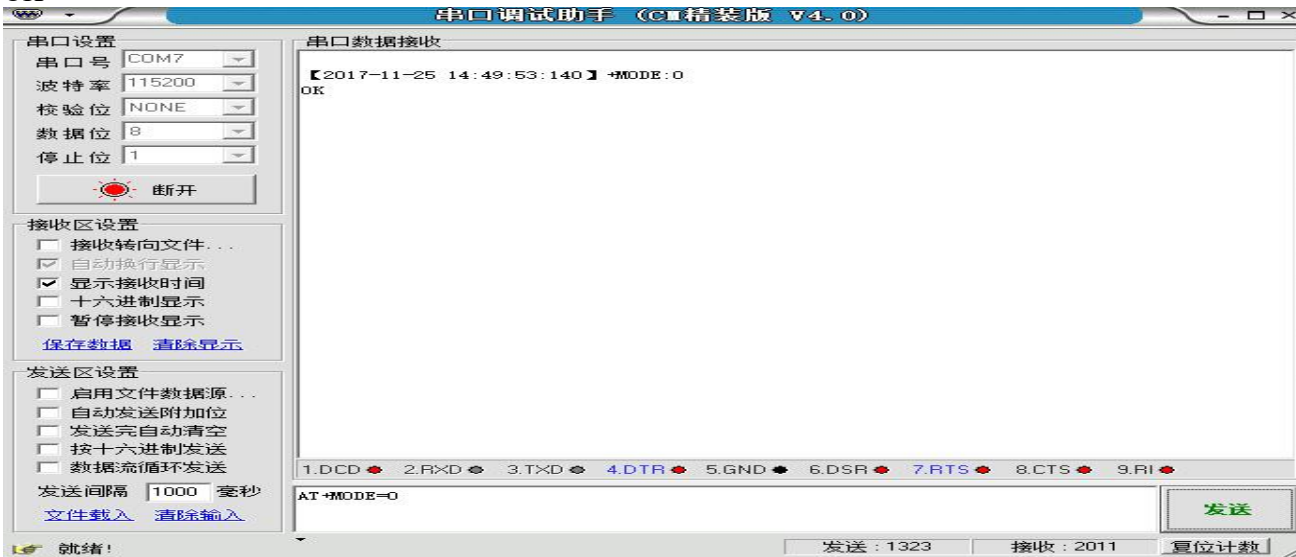 串口调试助手 (CM精装版 V4.0)
串口设置
串口号 COM7
波特率 115200
校验位 NONE
数据位 8
停止位 1
断开
接收区设置
接收转向文件...
自动换行显示
显示接收时间
十六进制显示
暂停接收显示
保存数据 清除显示
发送区设置
启用文件数据源...
自动发送附加位
发送完自动清空
按十六进制发送
数据流循环发送
发送间隔 1000 毫秒
文件载入 清除输入
串口数据接收
【2017-11-25 14:49:53:140】+MODE:0
OK
1.DCD 2.RXD 3.TXD 4.DTR 5.GND 6.DSR 7.RTS 8.CTS 9.RI
AT+MODE=0
发送
就绪! 发送:1323 接收:2011 复位计数